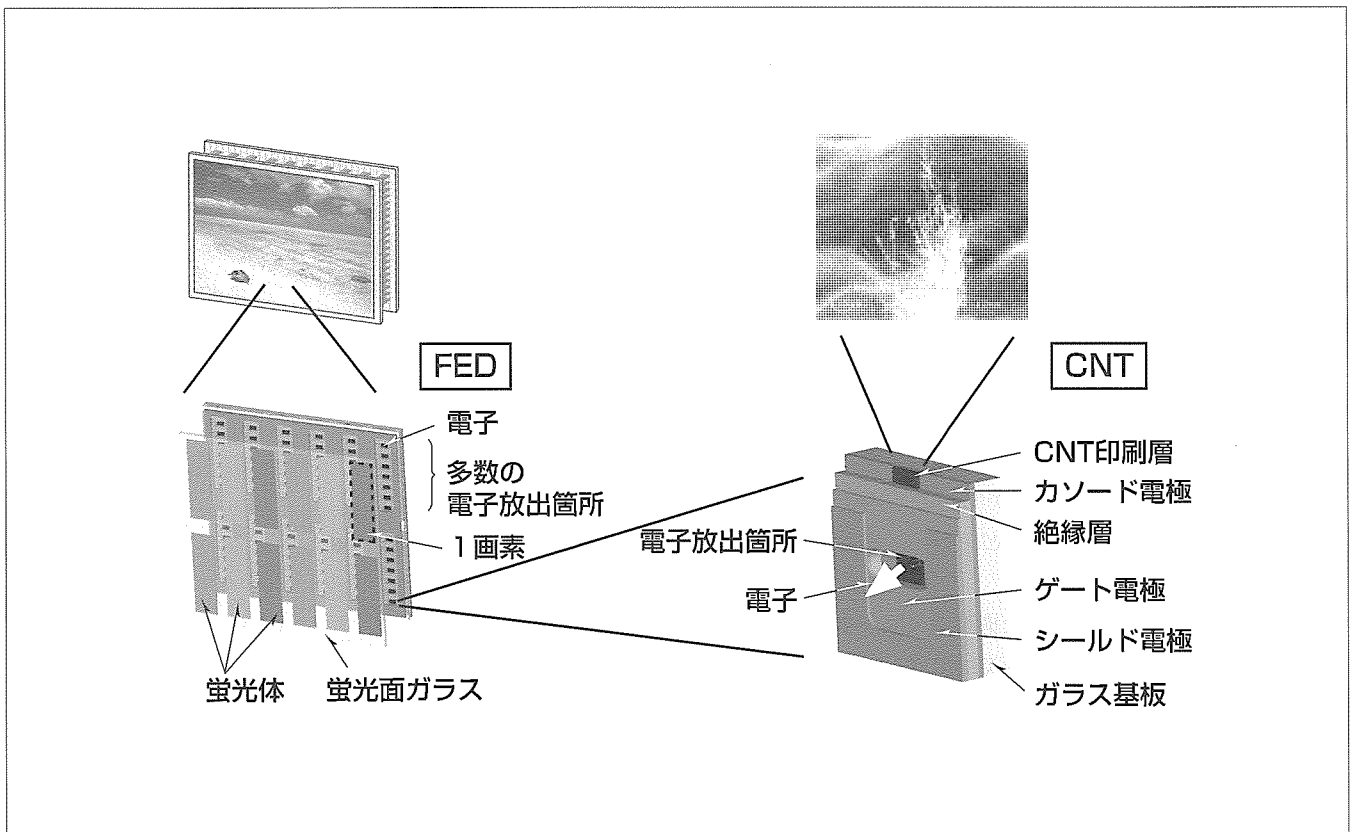 FED
電子
多数の
電子放出箇所
1画素
蛍光体
蛍光面ガラス
CNT
CNT印刷層
カソード電極
絶縁層
電子放出箇所
電子
ゲート電極
シールド電極
ガラス基板